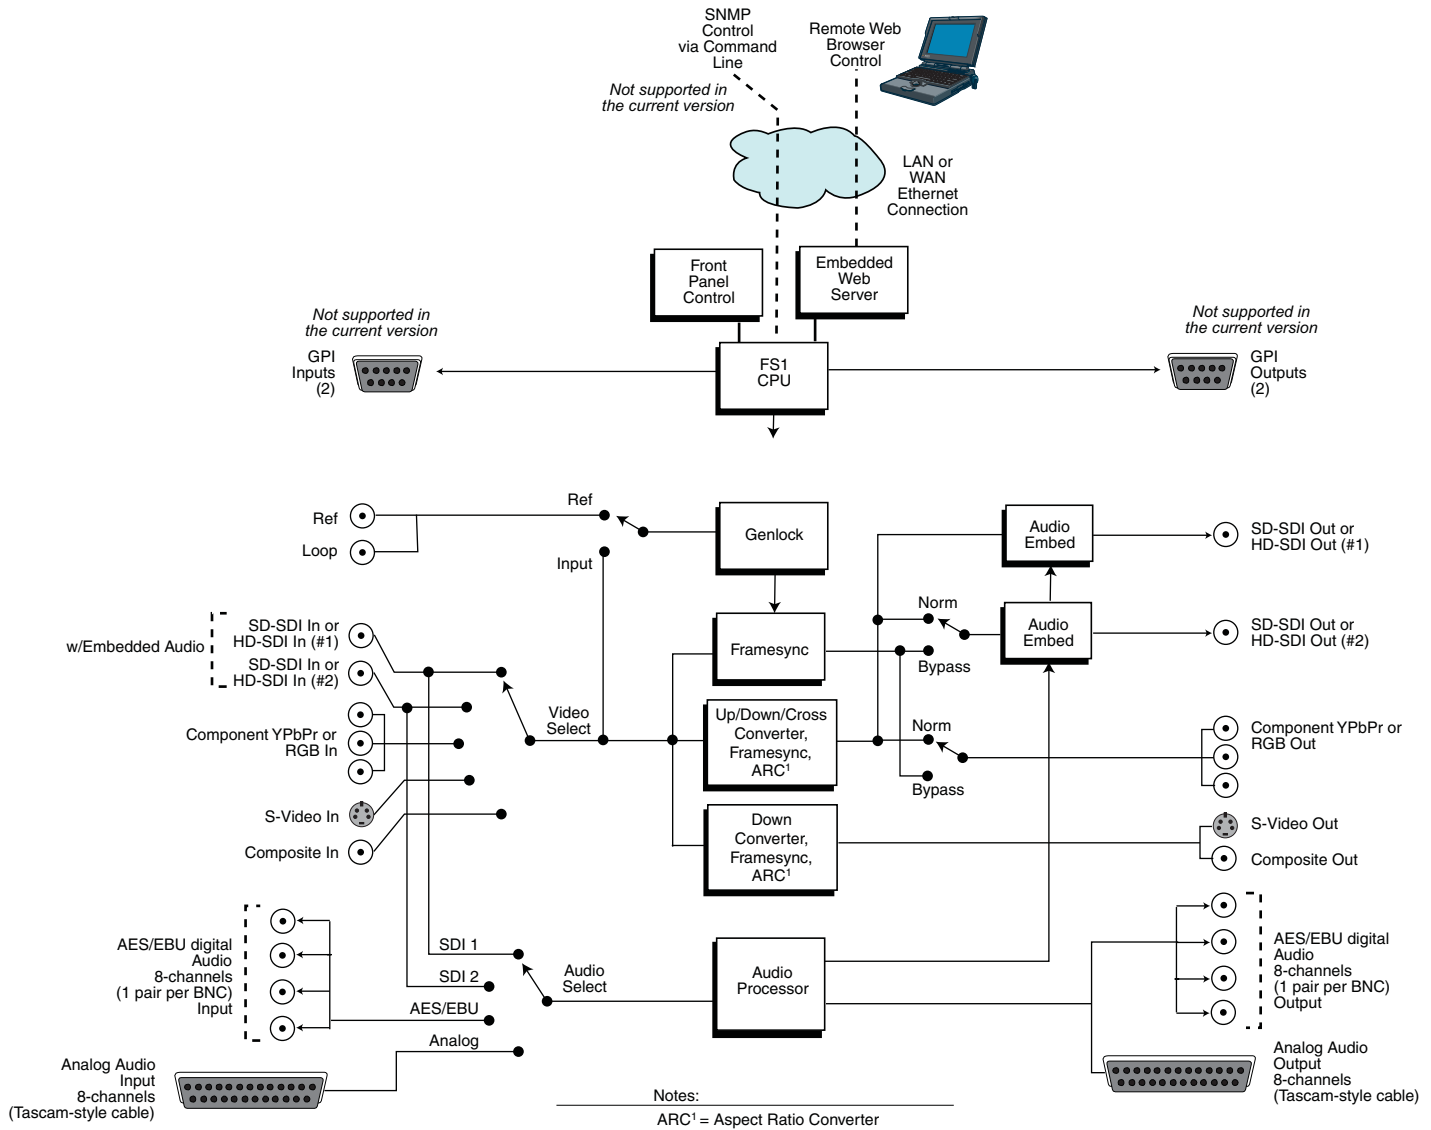 SNMP
Control
via Command
Line
Remote Web
Browser
Control
Not supported in
the current version
LAN or
WAN
Ethernet
Connection
Front
Panel
Control
Embedded
Web
Server
Not supported in
the current version
GPI
Inputs
(2)
FS1
CPU
Not supported in
the current version
GPI
Outputs
(2)
Ref
Loop
Ref
Input
Genlock
Audio
Embed
SD-SDI Out or
HD-SDI Out (#1)
w/Embedded Audio
SD-SDI In or
HD-SDI In (#1)
SD-SDI In or
HD-SDI In (#2)
Framesync
Norm
Bypass
Audio
Embed
SD-SDI Out or
HD-SDI Out (#2)
Component YPbPr or
RGB In
Video
Select
Up/Down/Cross
Converter,
Framesync,
ARC1
Norm
Bypass
Component YPbPr or
RGB Out
S-Video In
Composite In
Down
Converter,
Framesync,
ARC1
S-Video Out
Composite Out
AES/EBU digital
Audio
8-channels
(1 pair per BNC)
Input
SDI 1
SDI 2
AES/EBU
Analog
Audio
Select
Audio
Processor
AES/EBU digital
Audio
8-channels
(1 pair per BNC)
Output
Analog Audio
Input
8-channels
(Tascam-style cable)
Analog Audio
Output
8-channels
(Tascam-style cable)
Notes:
ARC1 = Aspect Ratio Converter